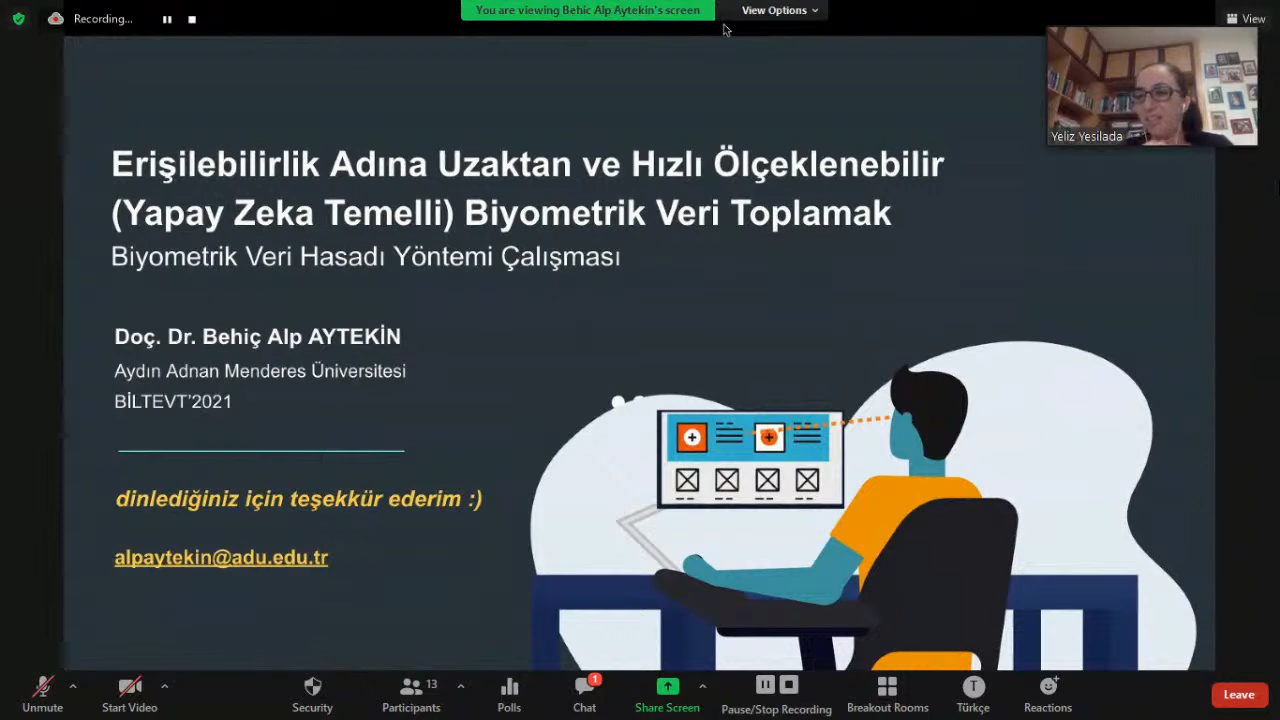 Recording...
You are viewing Behic Alp Aytekin's screen
View Options
View
Yeliz Yesilada
Erişilebilirlik Adına Uzaktan ve Hızlı Ölçeklenebilir
(Yapay Zeka Temelli) Biyometrik Veri Toplamak
Biyometrik Veri Hasadı Yöntemi Çalışması
Doç. Dr. Behiç Alp AYTEKİN
Aydın Adnan Menderes Üniversitesi
BİLTEVT’2021
dinlediğiniz için teşekkür ederim :)
alpaytekin@adu.edu.tr
Unmute
Start Video
Security
13
Participants
Polls
1
Chat
Share Screen
Pause/Stop Recording
Breakout Rooms
T
Türkçe
Reactions
Leave